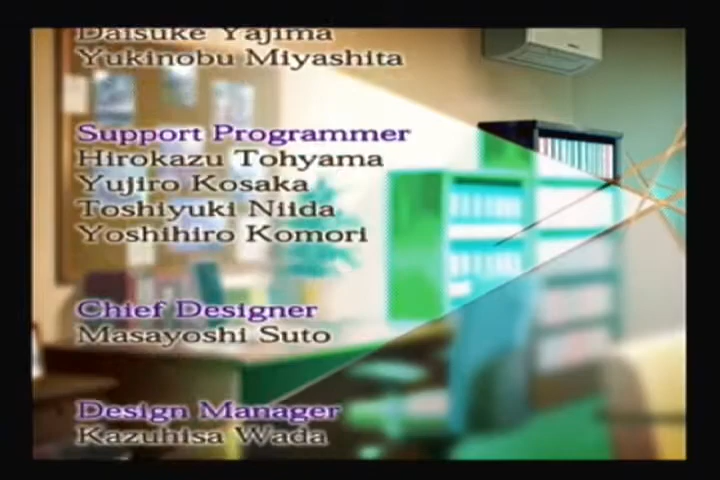 Daisuke Yajima
Yukinobu Miyashita
Support Programmer
Hirokazu Tohyama
Yujiro Kosaka
Toshiyuki Niida
Yoshihiro Komori
Chief Designer
Masayoshi Suto
Design Manager
Kazuhisa Wada